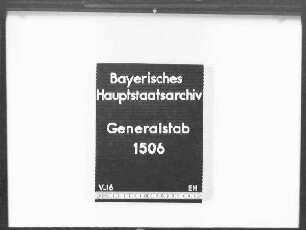 Bayerisches
Hauptstaatsarchiv
Generalstab
1506
V.16 EH